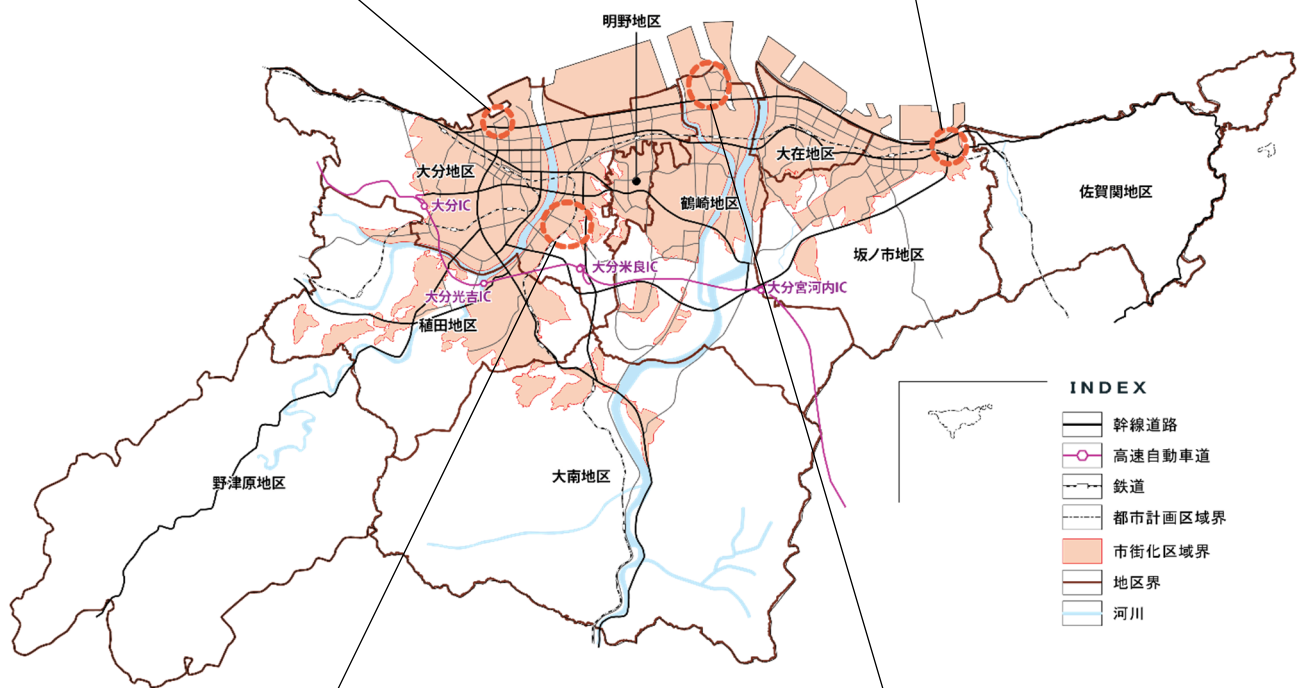 明野地区
大分地区
大在地区
大分IC
鶴崎地区
佐賀関地区
坂ノ市地区
大分米良IC
大分光吉IC
大分宮河内IC
稙田地区
野津原地区
大南地区
INDEX
幹線道路
高速自動車道
鉄道
都市計画区域界
市街化区域界
地区界
河川